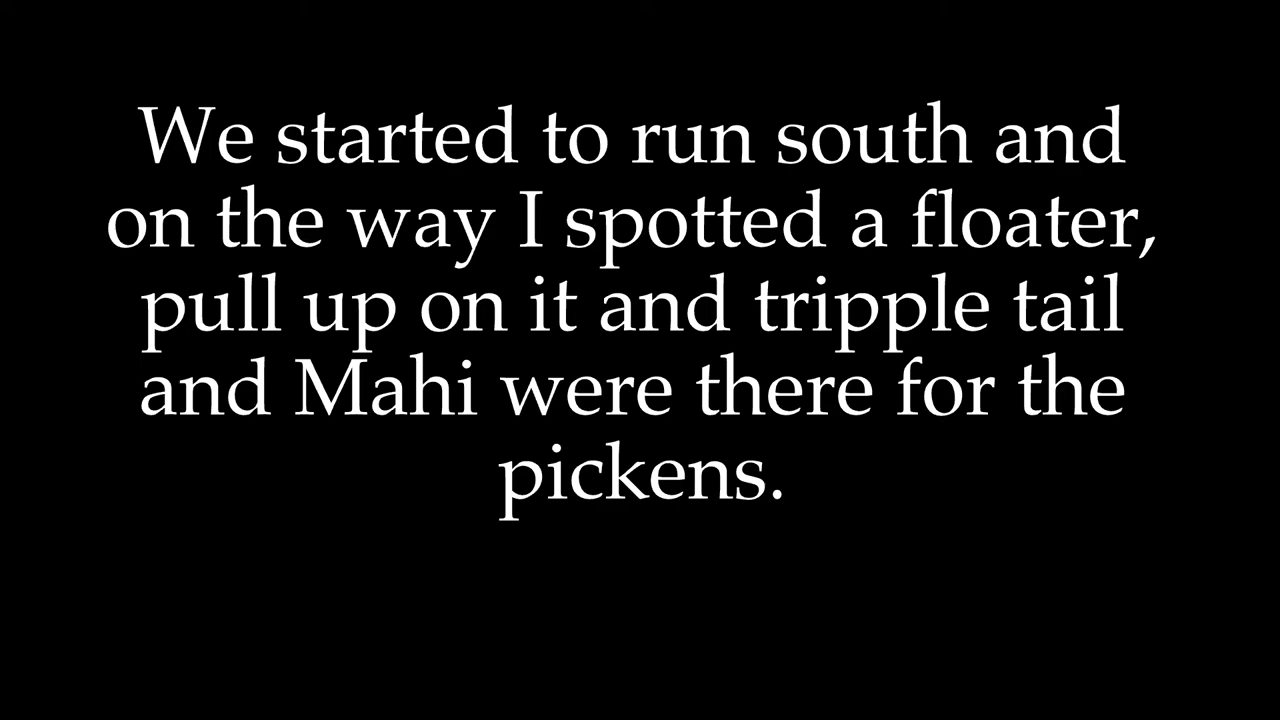 We started to run south and
on the way I spotted a floater,
pull up on it and tripple tail
and Mahi were there for the
pickens.